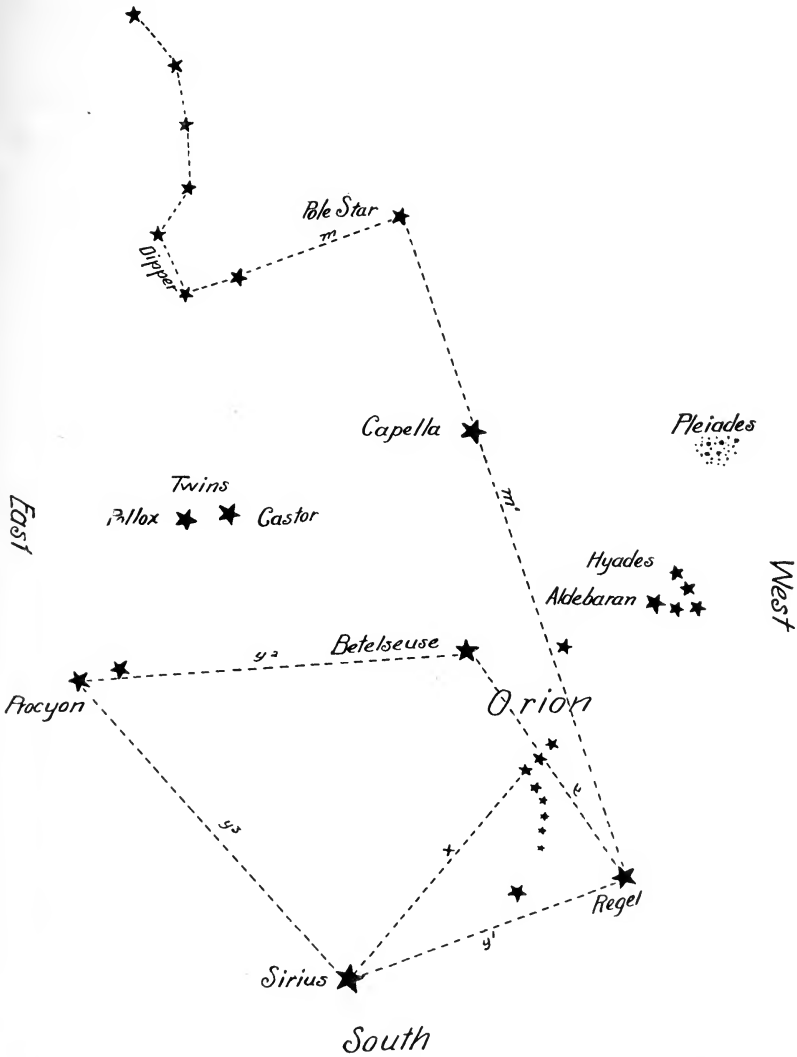 Pole Star
m
Dipper
Capella
Pleiades
Twins
Pollox
Castor
m'
East
Hyades
Aldebaran
West
Betelseuse
y²
Procyon
Orion
y
y³
+
Regel
y¹
Sirius
South